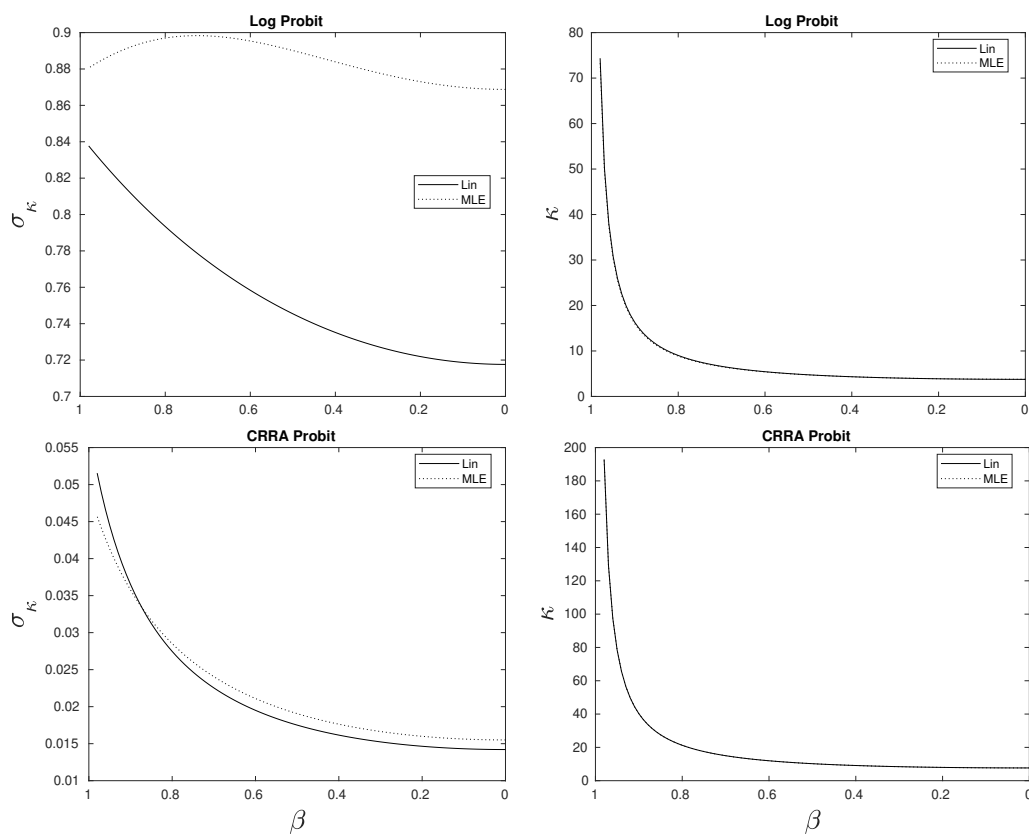 Log Probit
0.9
0.88
0.86
0.84
0.82
0.8
0.78
0.76
0.74
0.72
0.7
σκ
Lin
MLE
1 0.8 0.6 0.4 0.2 0
Log Probit
80
70
60
50
40
30
20
10
0
κ
Lin
MLE
1 0.8 0.6 0.4 0.2 0
CRRA Probit
0.055
0.05
0.045
0.04
0.035
0.03
0.025
0.02
0.015
0.01
σκ
Lin
MLE
1 0.8 0.6 0.4 0.2 0
β
CRRA Probit
200
180
160
140
120
100
80
60
40
20
0
κ
Lin
MLE
1 0.8 0.6 0.4 0.2 0
β